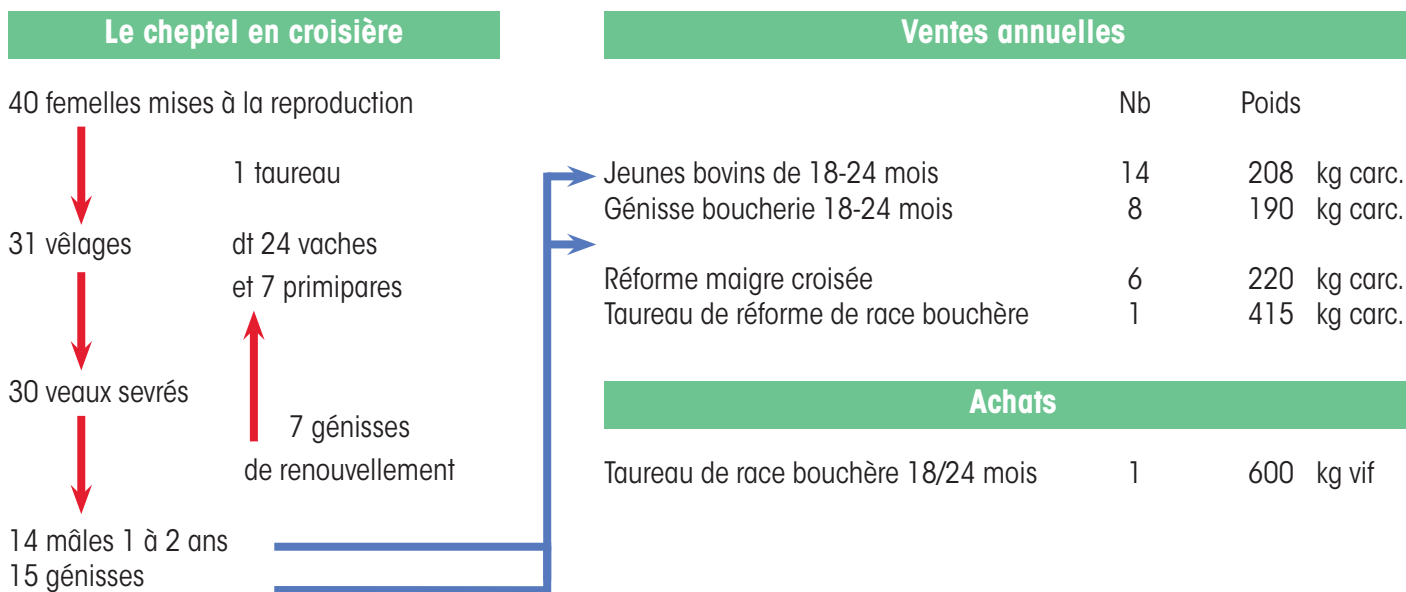 Le cheptel en croisière
40 femelles mises à la reproduction
1 taureau
31 vêlages dt 24 vaches
et 7 primipares
30 veaux sevrés
7 génisses
de renouvellement
14 mâles 1 à 2 ans
15 génisses
Ventes annuelles
Nb Poids
Jeunes bovins de 18-24 mois 14 208 kg carc.
Génisse boucherie 18-24 mois 8 190 kg carc.
Réforme maigre croisée 6 220 kg carc.
Taureau de réforme de race bouchère 1 415 kg carc.
Achats
Taureau de race bouchère 18/24 mois 1 600 kg vif